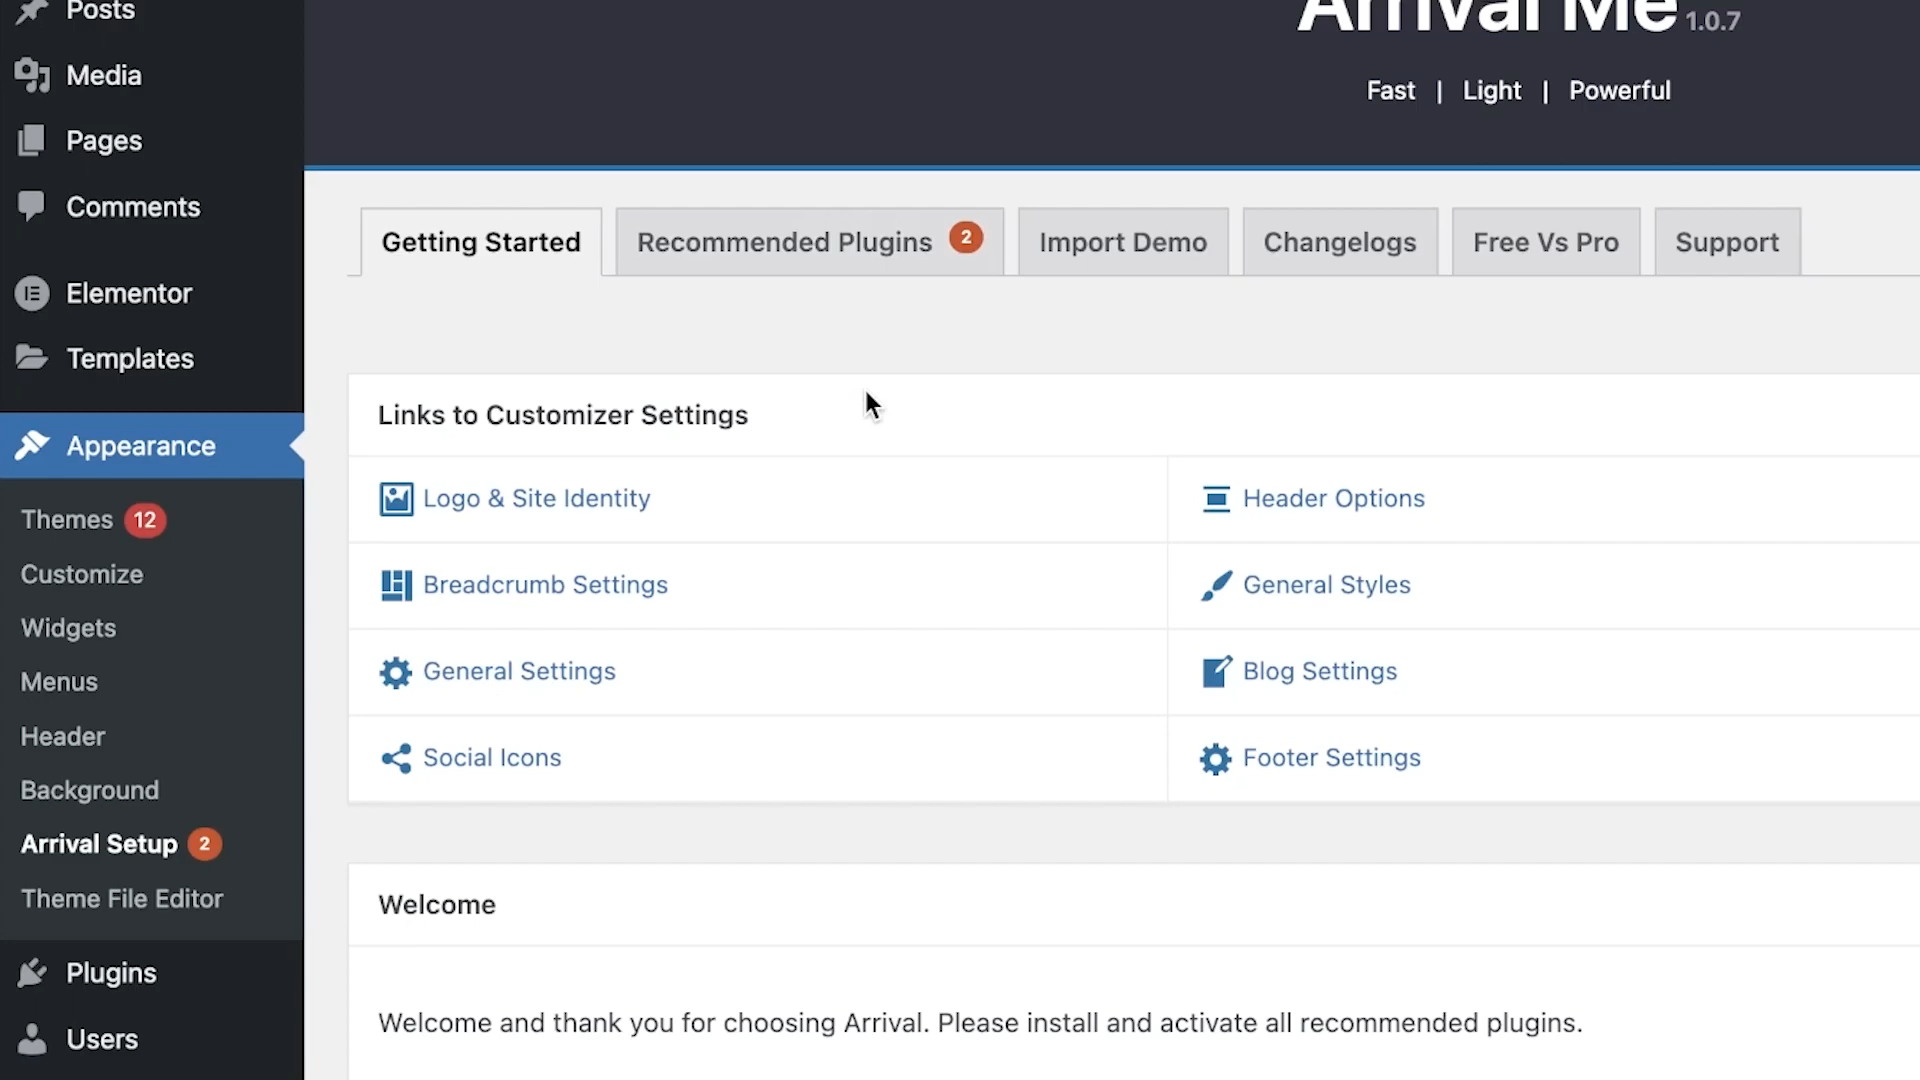 Posts
Media
Pages
Comments
Elementor
Templates
Appearance
Themes 12
Customize
Widgets
Menus
Header
Background
Arrival Setup 2
Theme File Editor
Plugins
Users
Arrival Me 1.0.7
Fast | Light | Powerful
Getting Started
Recommended Plugins 2
Import Demo
Changelogs
Free Vs Pro
Support
Links to Customizer Settings
Logo & Site Identity
Header Options
Breadcrumb Settings
General Styles
General Settings
Blog Settings
Social Icons
Footer Settings
Welcome
Welcome and thank you for choosing Arrival. Please install and activate all recommended plugins.